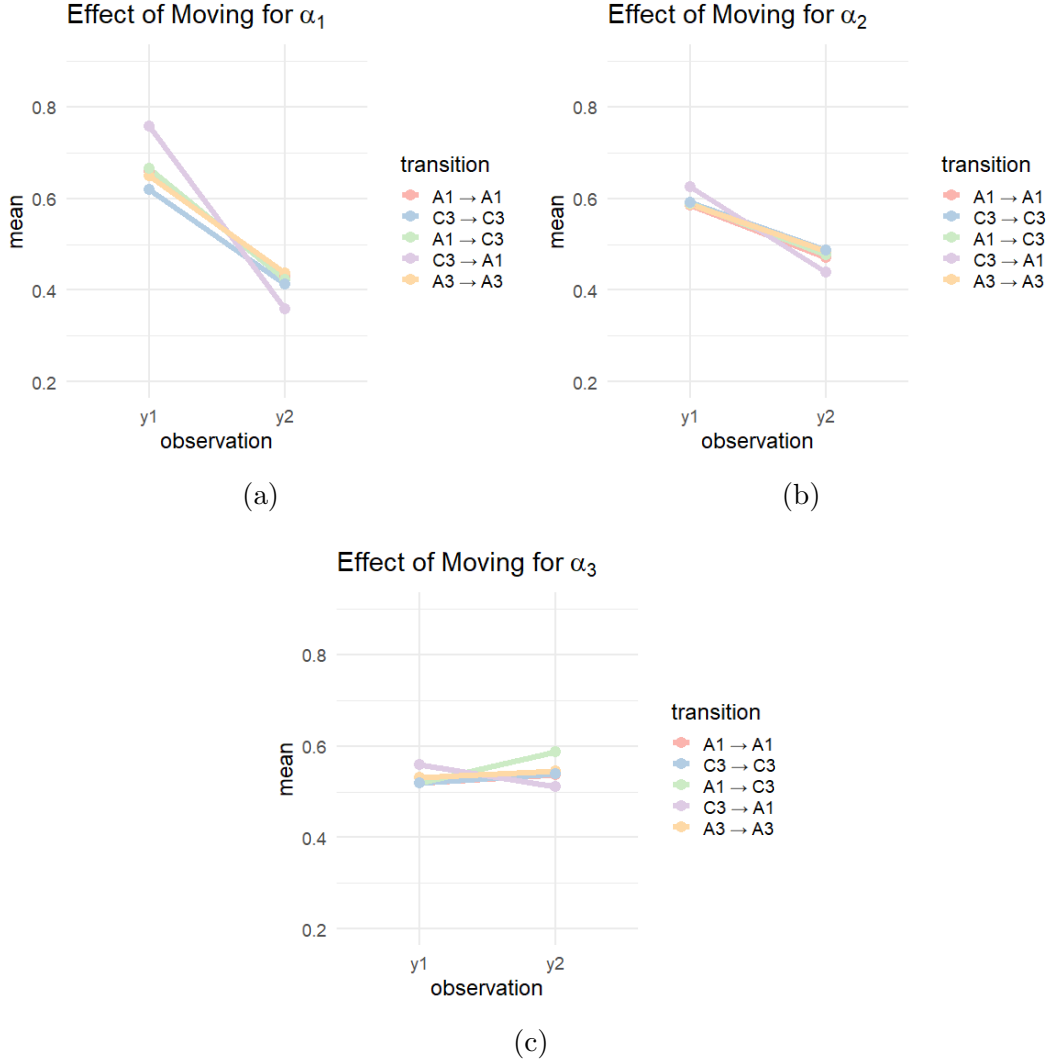 Effect of Moving for α1
0.8
0.6
0.4
0.2
mean
y1 y2
observation
transition
A1 → A1
C3 → C3
A1 → C3
C3 → A1
A3 → A3
(a)
Effect of Moving for α2
0.8
0.6
0.4
0.2
mean
y1 y2
observation
transition
A1 → A1
C3 → C3
A1 → C3
C3 → A1
A3 → A3
(b)
Effect of Moving for α3
0.8
0.6
0.4
0.2
mean
y1 y2
observation
transition
A1 → A1
C3 → C3
A1 → C3
C3 → A1
A3 → A3
(c)